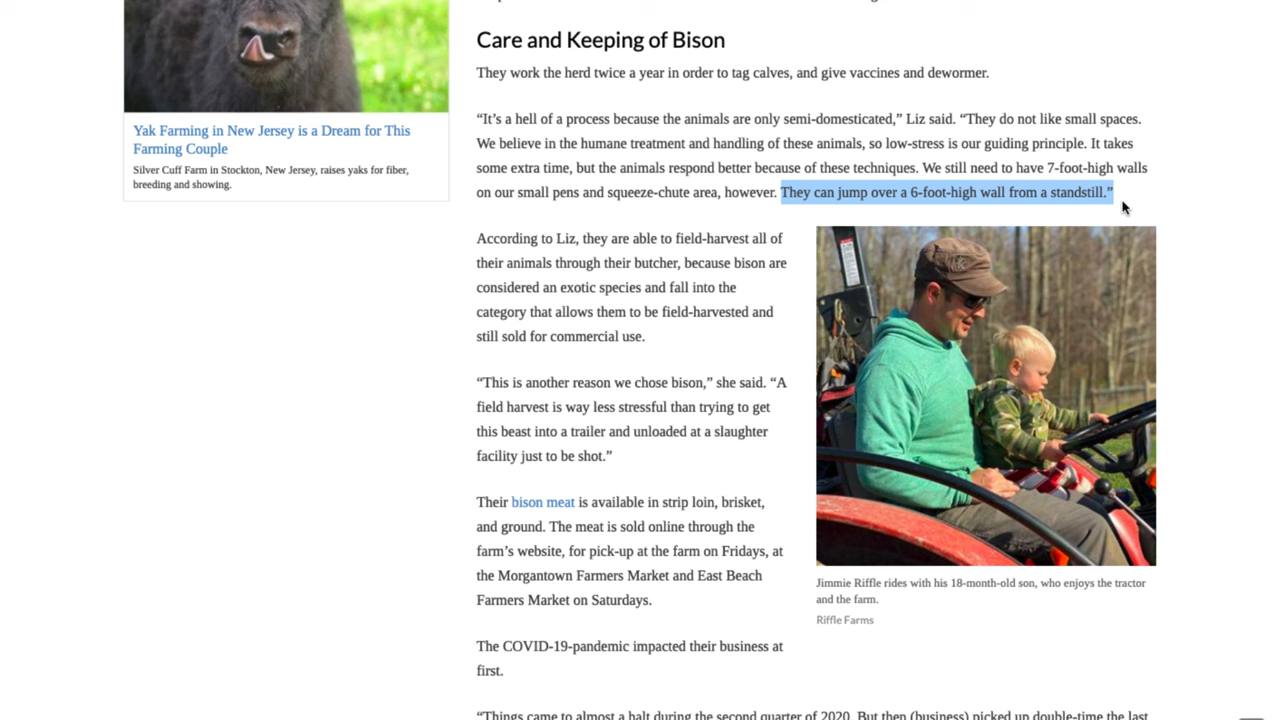 Care and Keeping of Bison
They work the herd twice a year in order to tag calves, and give vaccines and dewormer.
“It’s a hell of a process because the animals are only semi-domesticated,” Liz said. “They do not like small spaces.
We believe in the humane treatment and handling of these animals, so low-stress is our guiding principle. It takes
some extra time, but the animals respond better because of these techniques. We still need to have 7-foot-high walls
on our small pens and squeeze-chute area, however. They can jump over a 6-foot-high wall from a standstill.”
Yak Farming in New Jersey is a Dream for This
Farming Couple
Silver Cuff Farm in Stockton, New Jersey, raises yaks for fiber,
breeding and showing.
According to Liz, they are able to field-harvest all of
their animals through their butcher, because bison are
considered an exotic species and fall into the
category that allows them to be field-harvested and
still sold for commercial use.
“This is another reason we chose bison,” she said. “A
field harvest is way less stressful than trying to get
this beast into a trailer and unloaded at a slaughter
facility just to be shot.”
Their bison meat is available in strip loin, brisket,
and ground. The meat is sold online through the
farm’s website, for pick-up at the farm on Fridays, at
the Morgantown Farmers Market and East Beach
Farmers Market on Saturdays.
Jimmie Riffle rides with his 18-month-old son, who enjoys the tractor
and the farm.
Riffle Farms
The COVID-19-pandemic impacted their business at
first.
“Things came to almost a halt during the second quarter of 2020. But then (business) picked up double-time the last